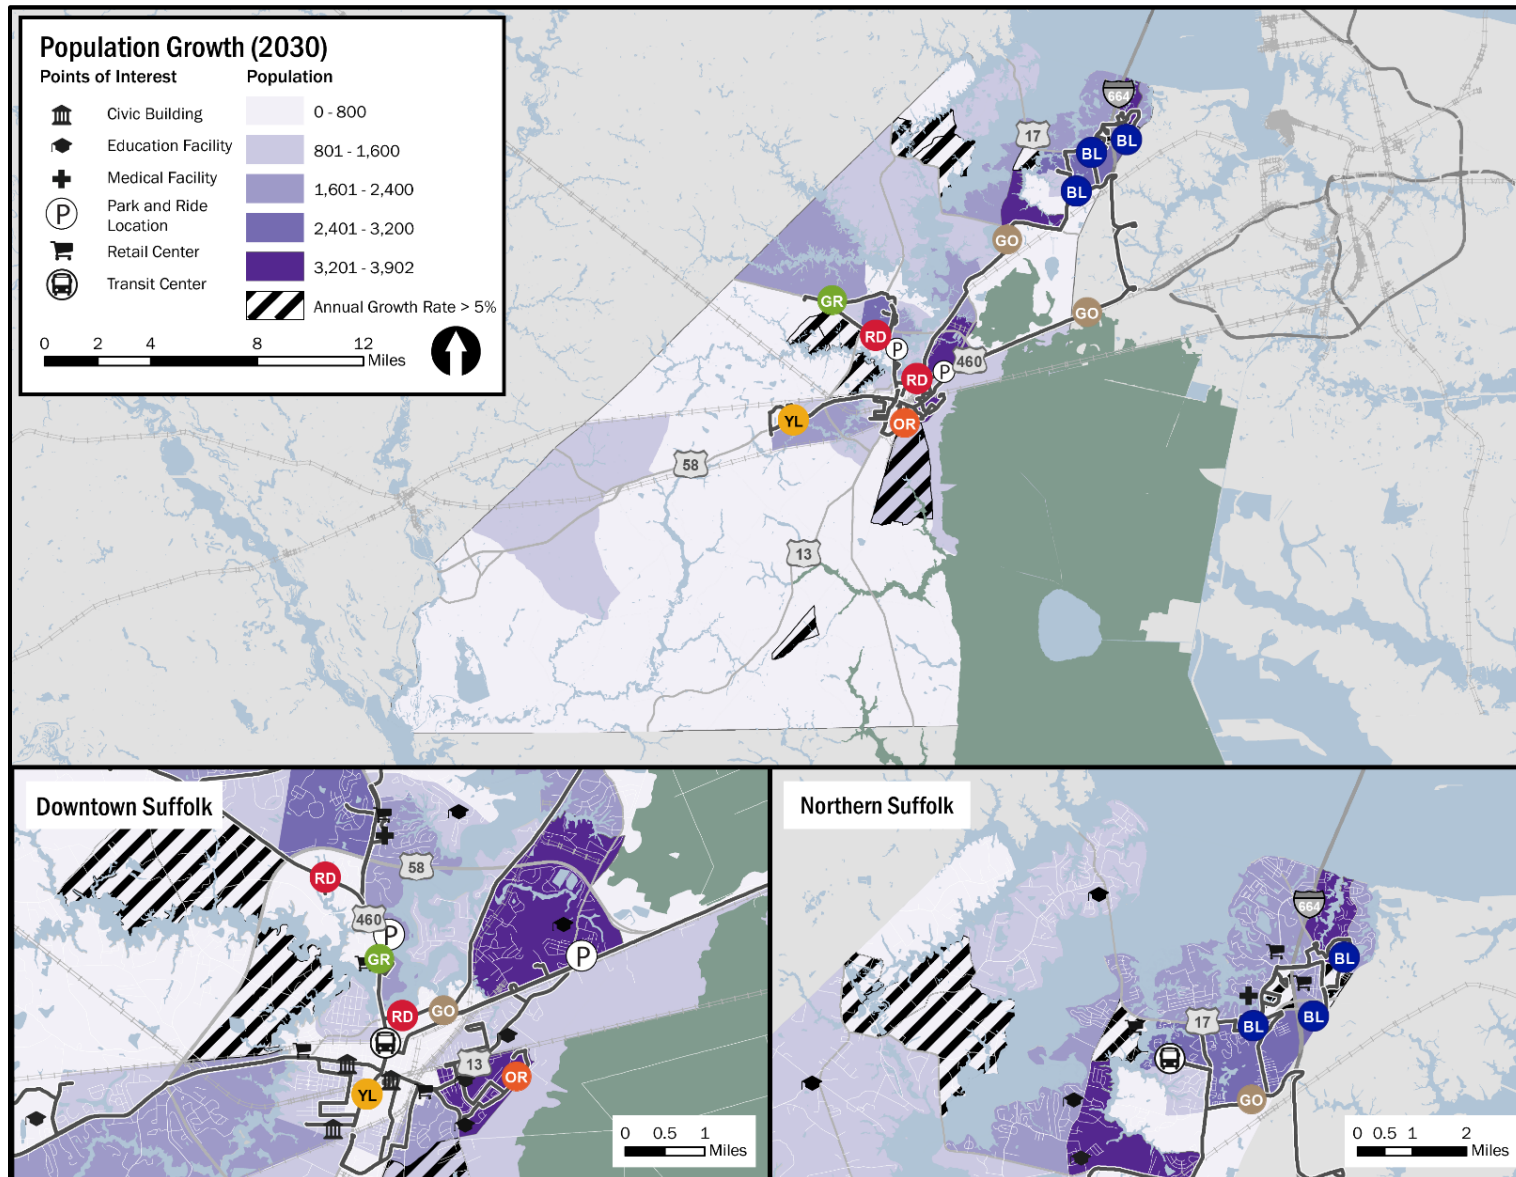 Population Growth (2030)
Points of Interest
Population
Civic Building
0 - 800
Education Facility
801 - 1,600
Medical Facility
1,601 - 2,400
P
Park and Ride
Location
2,401 - 3,200
Retail Center
3,201 - 3,902
Transit Center
Annual Growth Rate > 5%
0 2 4 8 12
Miles
664
17
BL
BL
BL
GO
GR
GO
RD
P
460
P
RD
YL
OR
58
13
Downtown Suffolk
58
RD
460
P
GR
P
RD
GO
13
OR
YL
0 0.5 1
Miles
Northern Suffolk
664
BL
17
BL
BL
GO
0 0.5 1 2
Miles